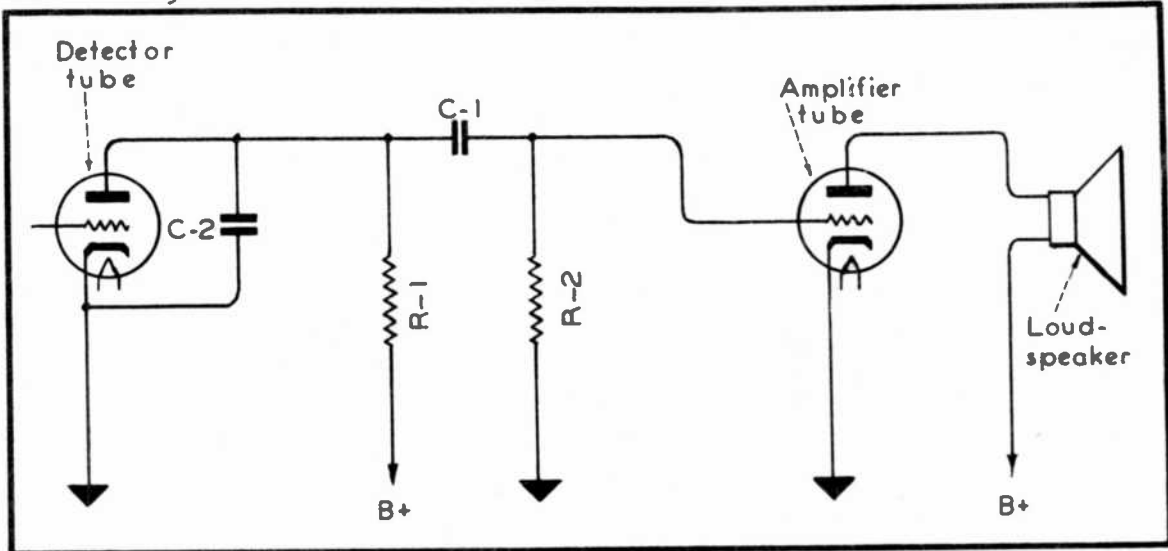 Detector
tube
C-1
Amplifier
tube
C-2
R-1
R-2
Loud-
speaker
B+
B+